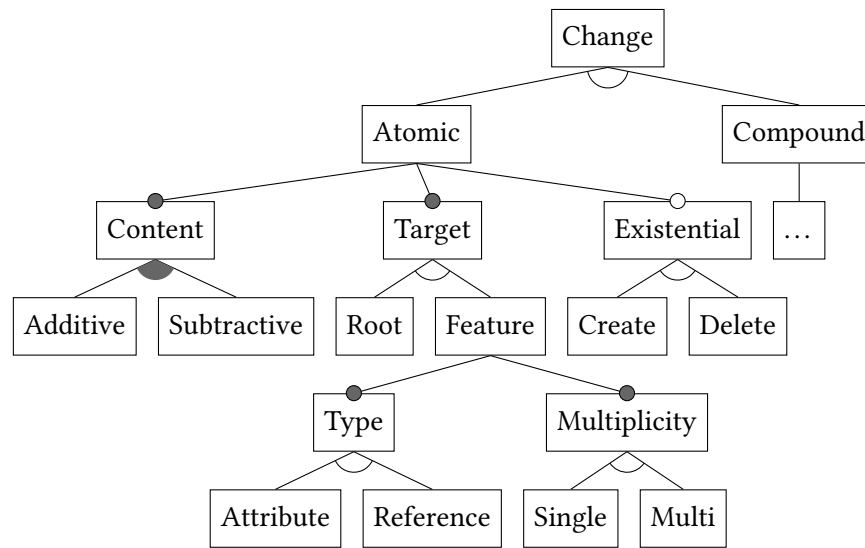 Change
Atomic
Compound
Content
Target
Existential
...
Additive
Subtractive
Root
Feature
Create
Delete
Type
Multiplicity
Attribute
Reference
Single
Multi